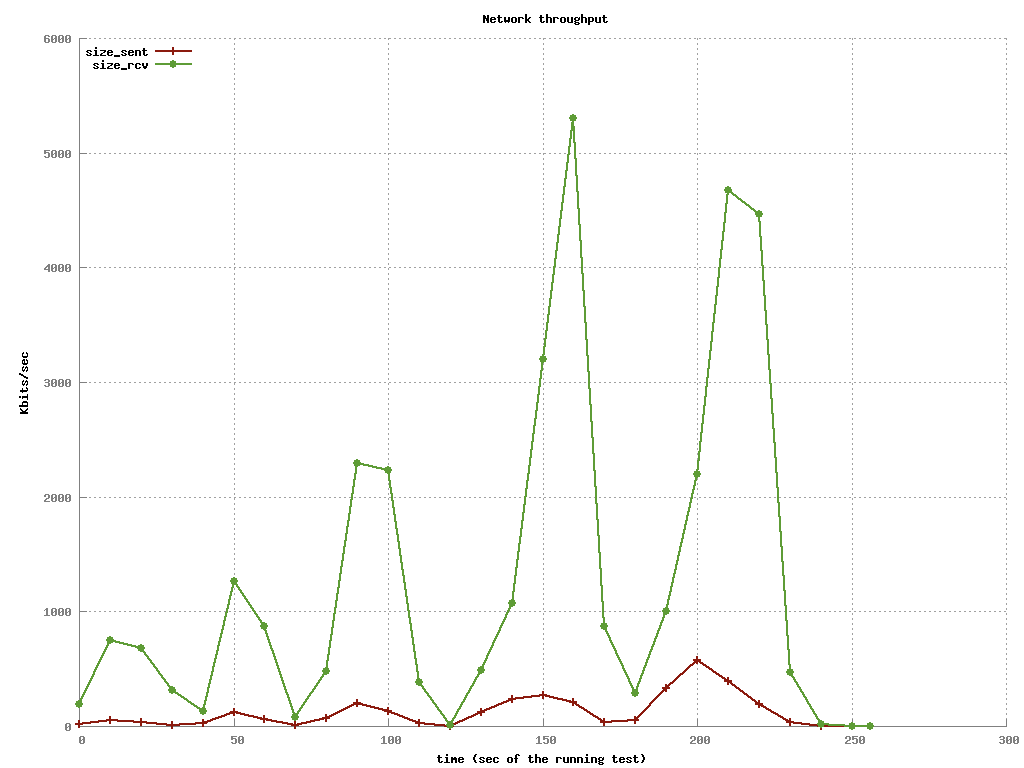 Network throughput
6000
size_sent
size_rcv
5000
4000
3000
2000
1000
0
Kbits/sec
0 50 100 150 200 250 300
time (sec of the running test)